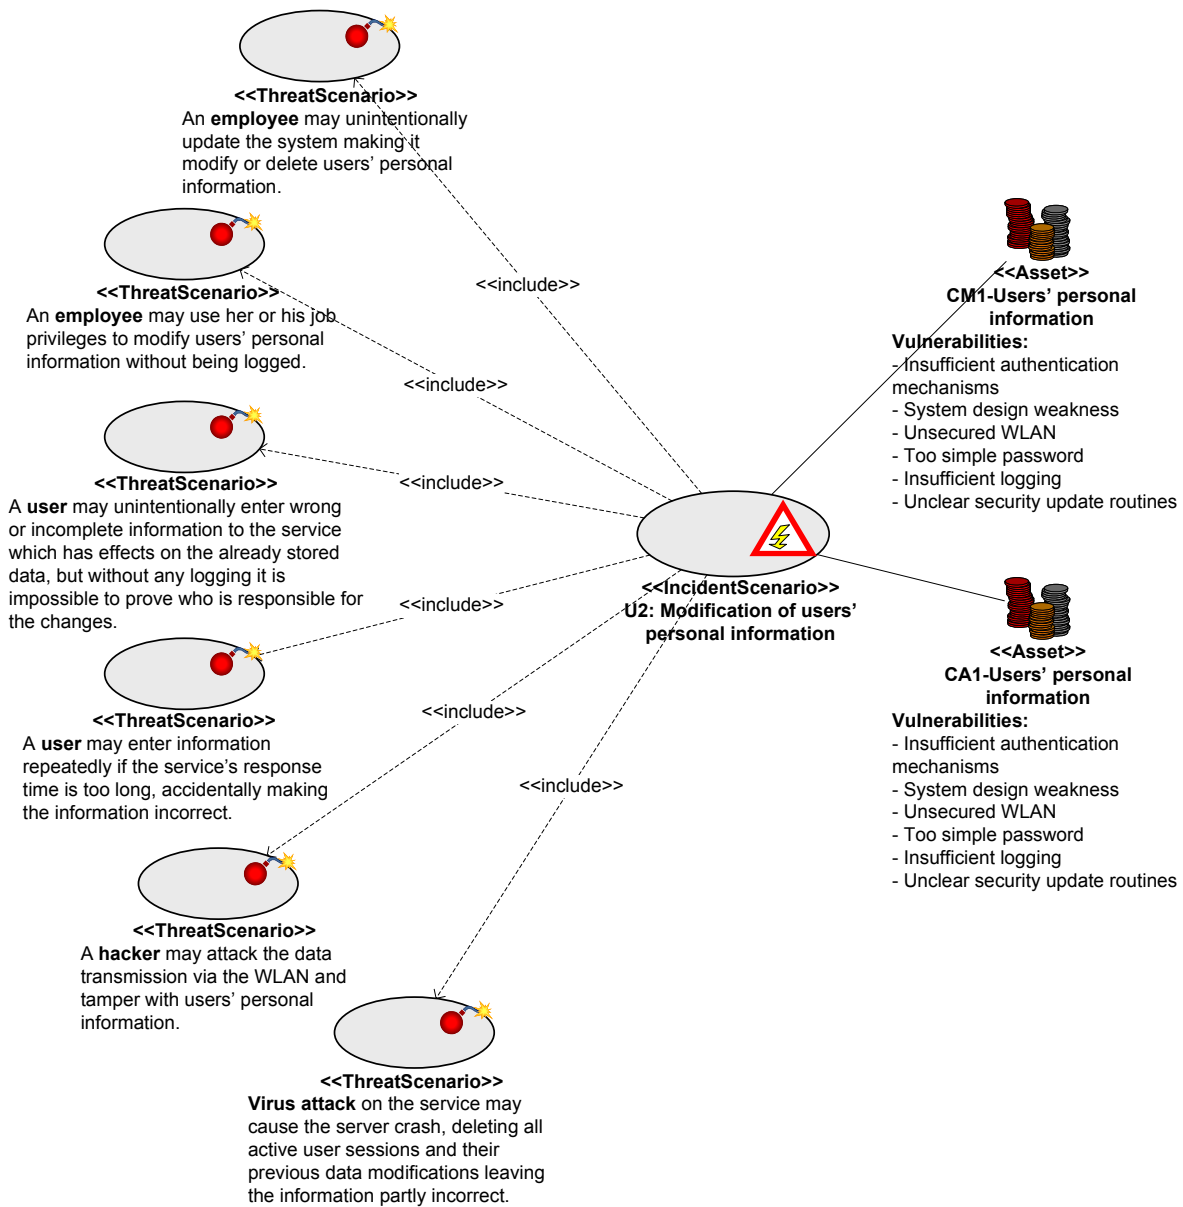 <<ThreatScenario>>
An employee may unintentionally
update the system making it
modify or delete users' personal
information.
<<ThreatScenario>>
An employee may use her or his job
privileges to modify users' personal
information without being logged.
<<ThreatScenario>>
A user may unintentionally enter wrong
or incomplete information to the service
which has effects on the already stored
data, but without any logging it is
impossible to prove who is responsible for
the changes.
<<ThreatScenario>>
A user may enter information
repeatedly if the service's response
time is too long, accidentally making
the information incorrect.
<<ThreatScenario>>
A hacker may attack the data
transmission via the WLAN and
tamper with users' personal
information.
<<ThreatScenario>>
Virus attack on the service may
cause the server crash, deleting all
active user sessions and their
previous data modifications leaving
the information partly incorrect.
<<include>>
<<include>>
<<include>>
<<include>>
<<include>>
<<include>>
<<IncidentScenario>>
U2: Modification of users'
personal information
<<Asset>>
CM1-Users' personal
information
Vulnerabilities:
- Insufficient authentication
mechanisms
- System design weakness
- Unsecured WLAN
- Too simple password
- Insufficient logging
- Unclear security update routines
<<Asset>>
CA1-Users' personal
information
Vulnerabilities:
- Insufficient authentication
mechanisms
- System design weakness
- Unsecured WLAN
- Too simple password
- Insufficient logging
- Unclear security update routines